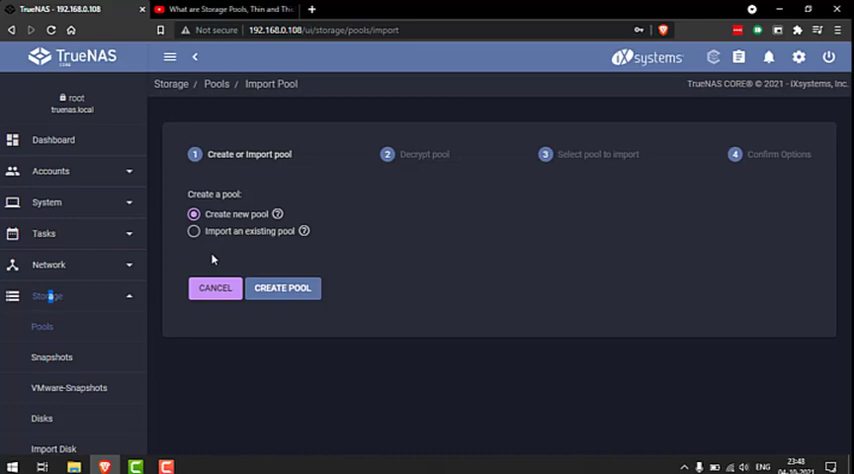 TrueNAS - 192.168.0.108
What are Storage Pools, Thin and Thi
Not secure 192.168.0.108/ui/storage/pools/import
TrueNAS
CORE
iXsystems
root
truenas.local
Storage / Pools / Import Pool
TrueNAS CORE® © 2021 - iXsystems, Inc.
Dashboard
Accounts
System
Tasks
Network
Storage
Pools
Snapshots
VMware-Snapshots
Disks
Import Disk
1 Create or Import pool
2 Decrypt pool
3 Select pool to import
4 Confirm Options
Create a pool:
Create new pool
Import an existing pool
CANCEL
CREATE POOL
ENG
23:48
04-10-2021